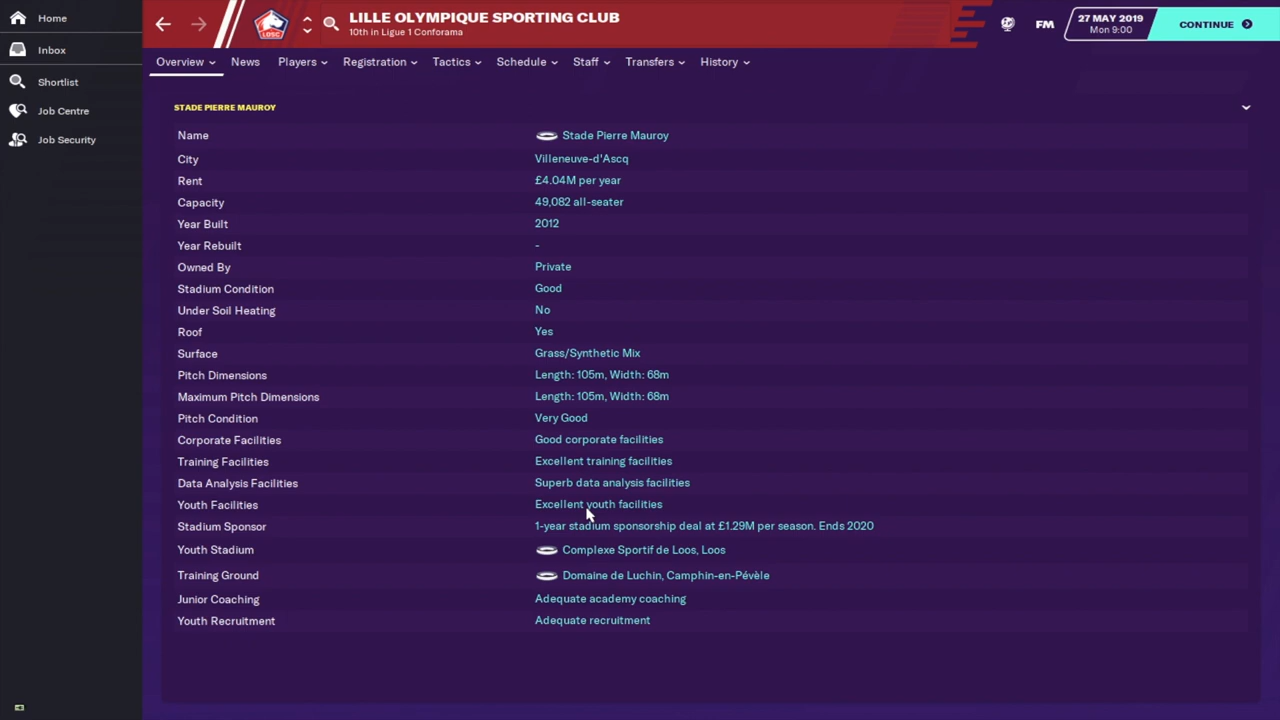 Home
Inbox
Shortlist
Job Centre
Job Security
LOSC
LILLE OLYMPIQUE SPORTING CLUB
10th in Ligue 1 Conforama
FM
27 MAY 2019
Mon 9:00
CONTINUE
Overview News Players Registration Tactics Schedule Staff Transfers History
STADE PIERRE MAUROY
Name Stade Pierre Mauroy
City Villeneuve-d'Ascq
Rent £4.04M per year
Capacity 49,082 all-seater
Year Built 2012
Year Rebuilt -
Owned By Private
Stadium Condition Good
Under Soil Heating No
Roof Yes
Surface Grass/Synthetic Mix
Pitch Dimensions Length: 105m, Width: 68m
Maximum Pitch Dimensions Length: 105m, Width: 68m
Pitch Condition Very Good
Corporate Facilities Good corporate facilities
Training Facilities Excellent training facilities
Data Analysis Facilities Superb data analysis facilities
Youth Facilities Excellent youth facilities
Stadium Sponsor 1-year stadium sponsorship deal at £1.29M per season. Ends 2020
Youth Stadium Complexe Sportif de Loos, Loos
Training Ground Domaine de Luchin, Camphin-en-Pévèle
Junior Coaching Adequate academy coaching
Youth Recruitment Adequate recruitment